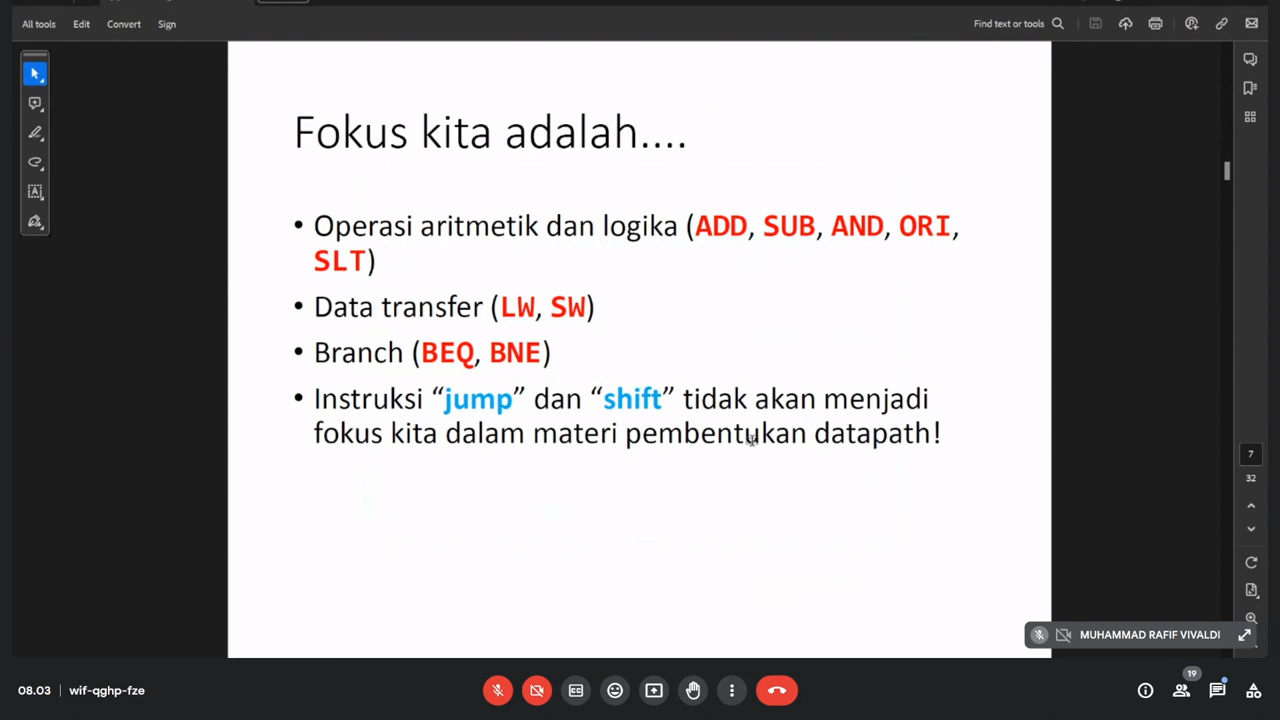 All tools Edit Convert Sign Find text or tools
Fokus kita adalah....
• Operasi aritmetik dan logika (ADD, SUB, AND, ORI,
SLT)
• Data transfer (LW, SW)
• Branch (BEQ, BNE)
• Instruksi “jump” dan “shift” tidak akan menjadi
fokus kita dalam materi pembentukan datapath!
7
32
MUHAMMAD RAFIF VIVALDI
08.03 | wif-qghp-fze
19